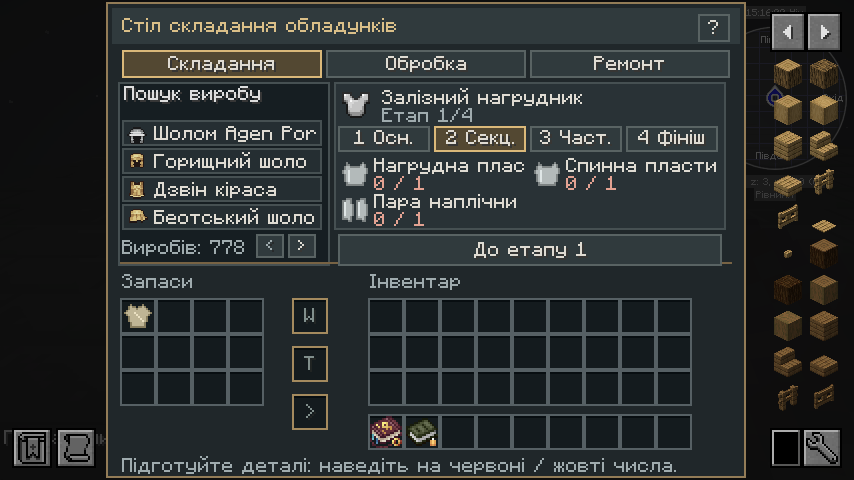 Стіл складання обладунків
?
Складання
Обробка
Ремонт
Пошук виробу
Шолом Agen Por
Горищний шоло
Дзвін кіраса
Беотський шоло
Виробів: 778
<
>
Залізний нагрудник
Етап 1/4
1 Осн.
2 Секц.
3 Част.
4 Фініш
Нагрудна плас
0 / 1
Спинна пласти
0 / 1
Пара наплічни
0 / 1
До етапу 1
Запаси
Інвентар
W
T
>
Підготуйте деталі: наведіть на червоні / жовті числа.